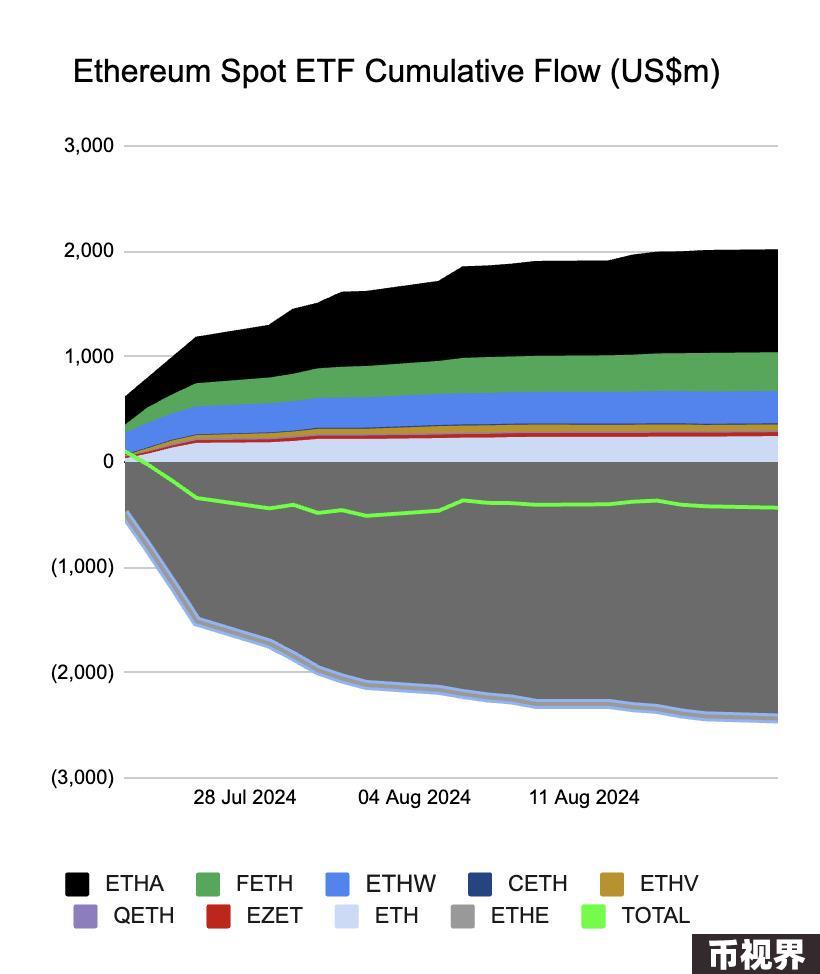 Ethereum Spot ETF Cumulative Flow (US$m)
3,000
2,000
1,000
0
(1,000)
(2,000)
(3,000)
28 Jul 2024 04 Aug 2024 11 Aug 2024
ETHA FETH ETHW CETH ETHV
QETH EZET ETH ETHE TOTAL
币视界